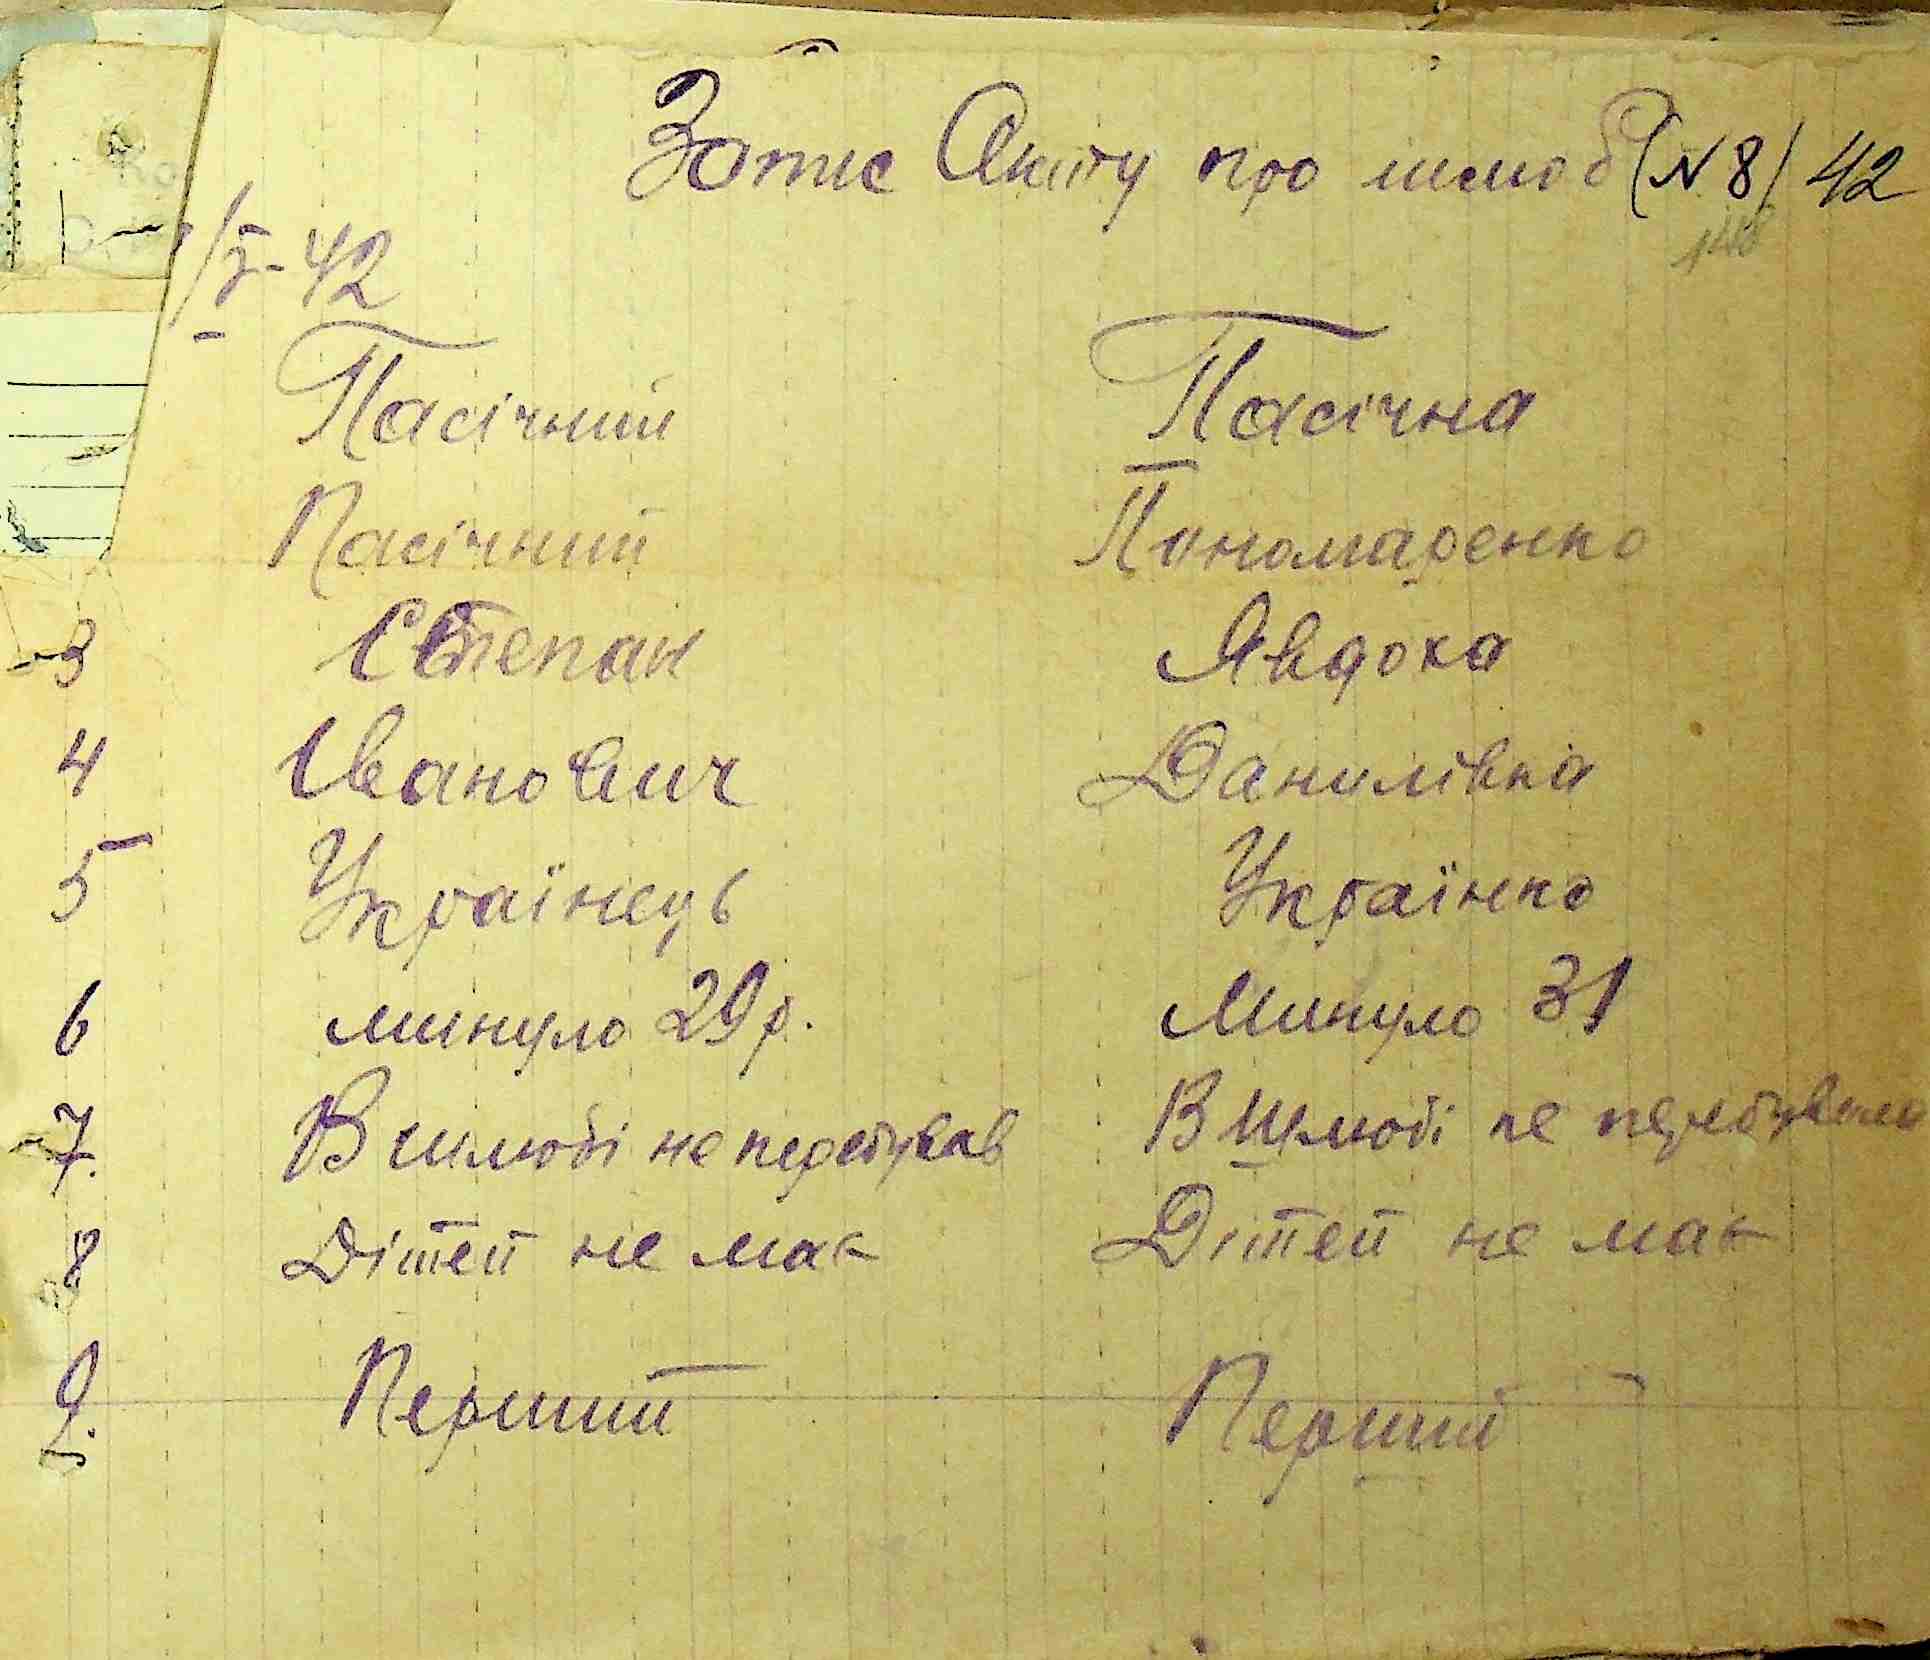 Запис Акту про шлюб (N 8) 42
/5-42
Пасічний Пасічна
Пасічний Пономаренко
3 Степан Явдоха
4 Іванович Данилівна
5 Українець Українка
6 минуло 29 р. Минуло 31
7. В шлюбі не перебував В шлюбі не перебувала
8 Дітей не має Дітей не має
9. Перший Перший